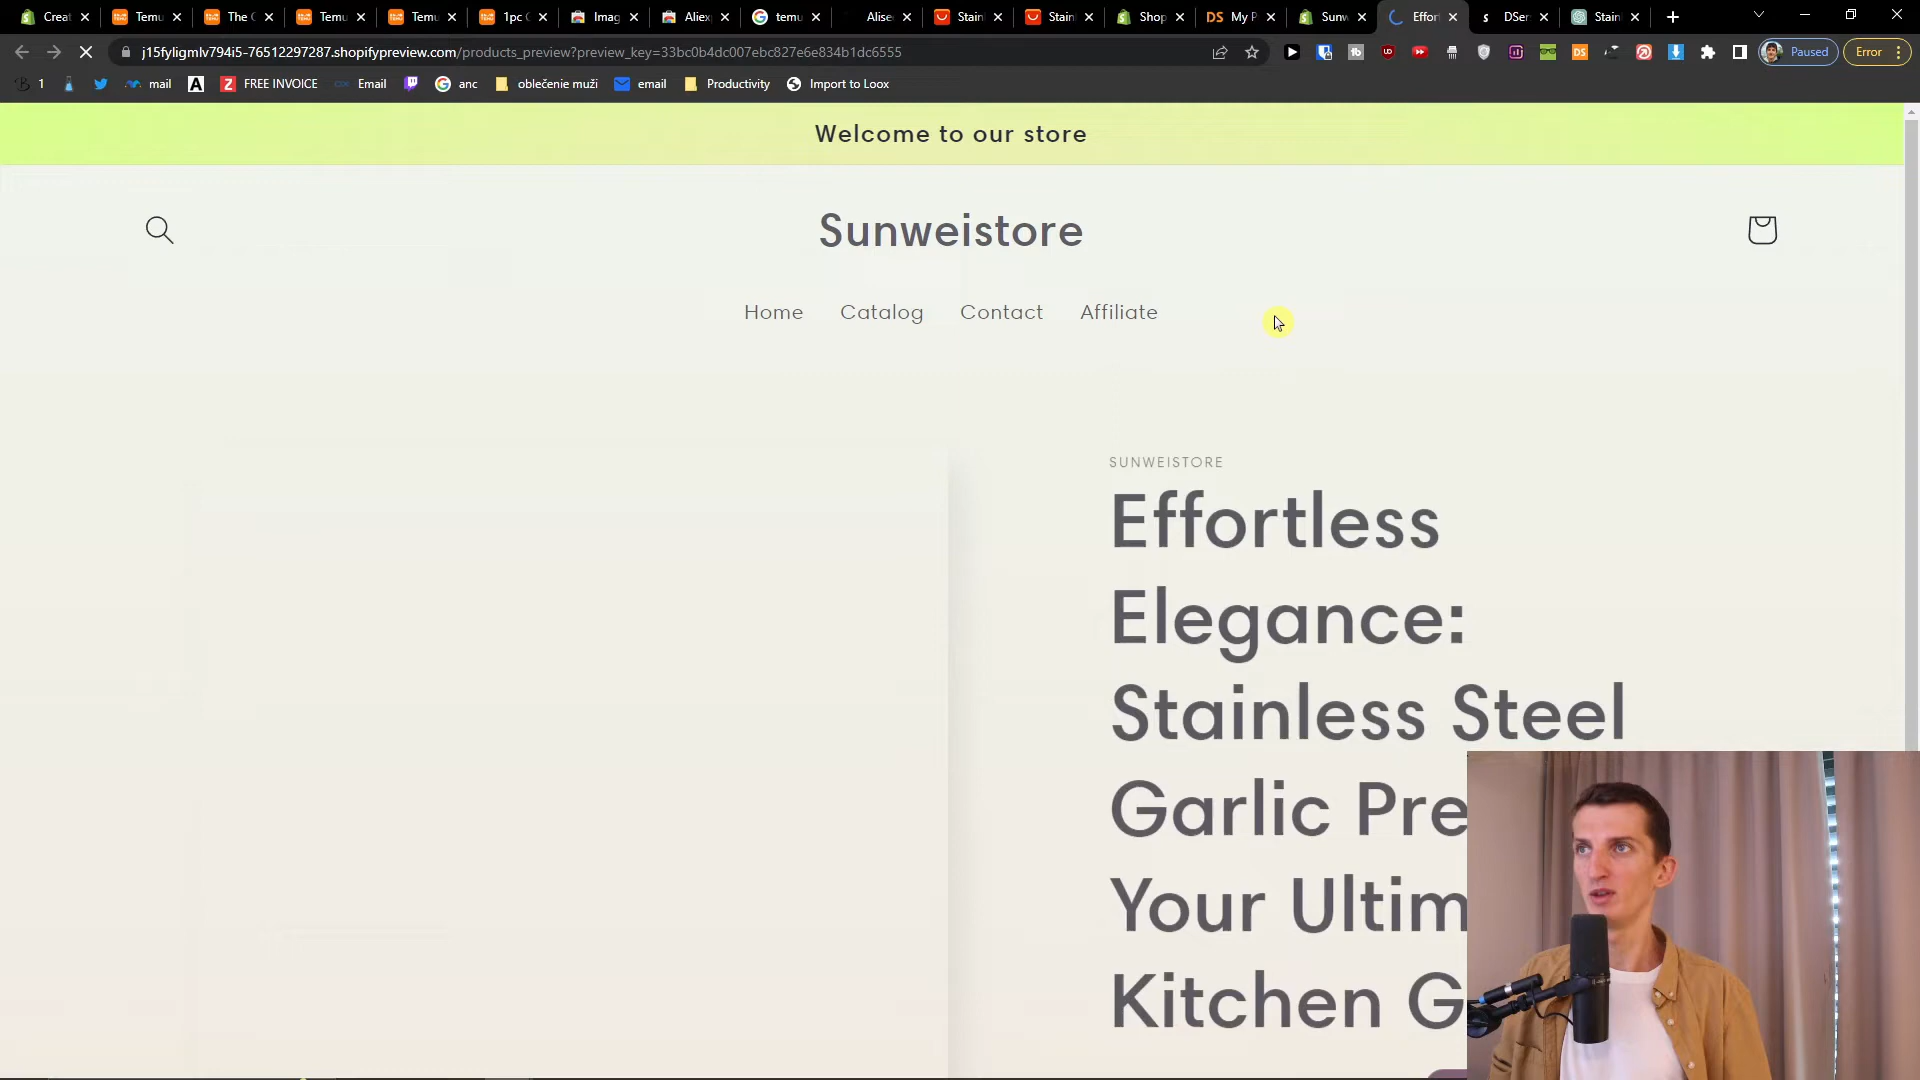 Creat
Temu
The
Temu
Temu
1pc
Imag
Aliex
temu
Alise
Stain
Stain
Shop
My P
Sunw
Effor
DSer
Stain
j15fyligmlv794i5-76512297287.shopifypreview.com/products_preview?preview_key=33bc0b4dc007ebc827e6e834b1dc6555
Paused
Error
1
mail
FREE INVOICE
Email
anc
oblečenie muži
email
Productivity
Import to Loox
Welcome to our store
Sunweistore
Home Catalog Contact Affiliate
SUNWEISTORE
Effortless
Elegance:
Stainless Steel
Garlic Pre
Your Ultim
Kitchen G